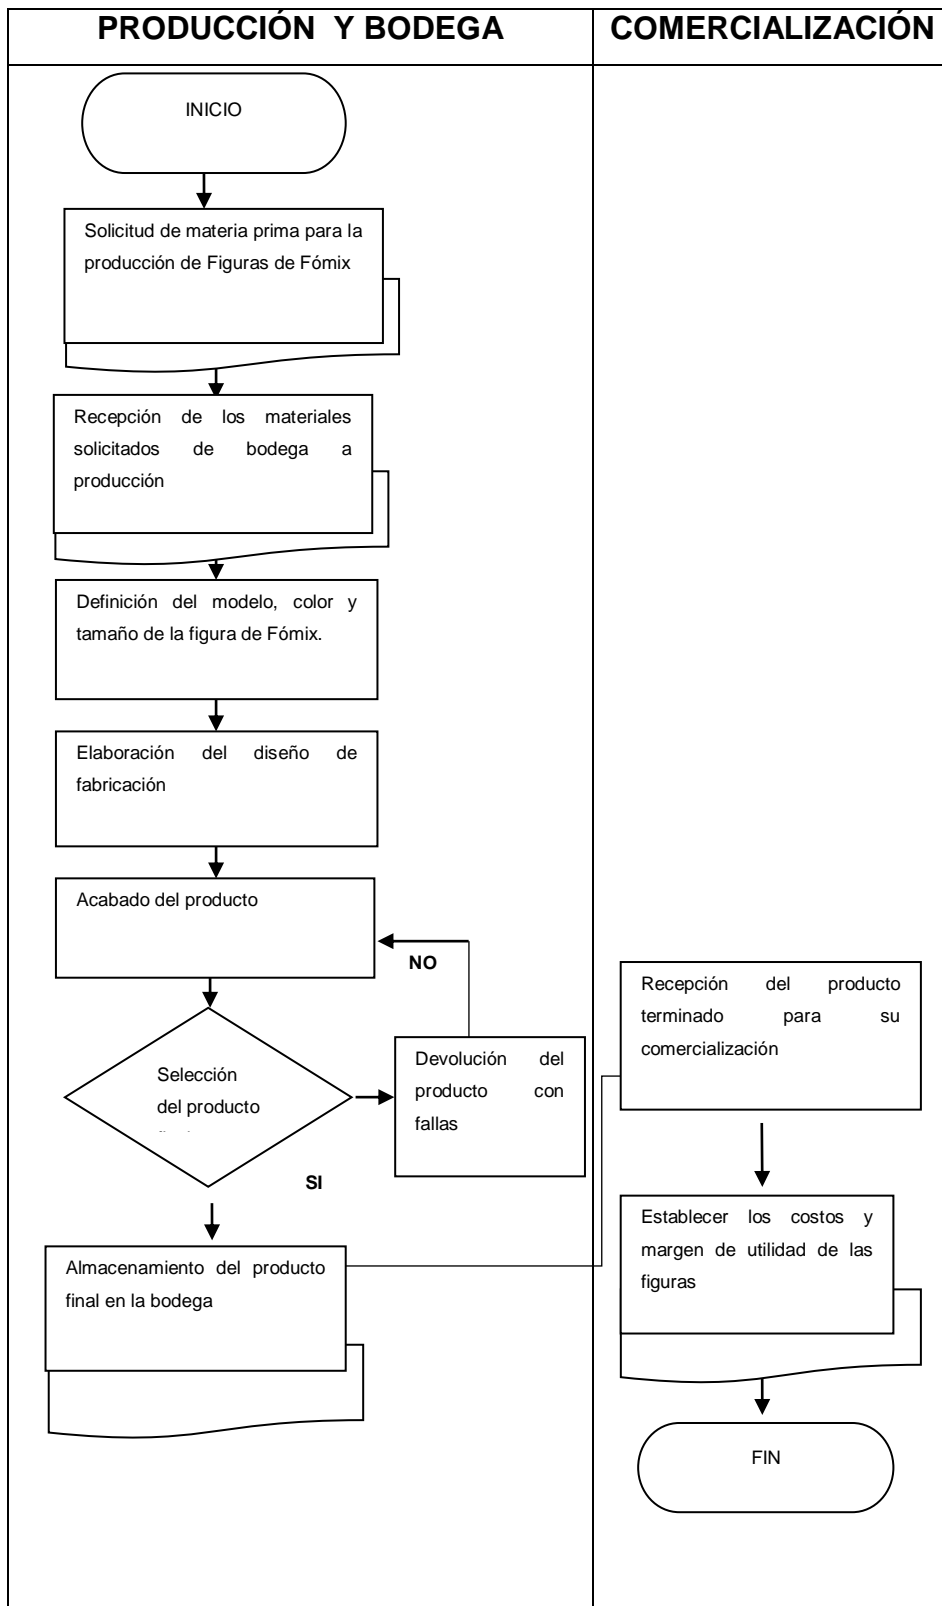 PRODUCCIÓN Y BODEGA
COMERCIALIZACIÓN
INICIO
Solicitud de materia prima para la
producción de Figuras de Fómix
Recepción de los materiales
solicitados de bodega a
producción
Definición del modelo, color y
tamaño de la figura de Fómix.
Elaboración del diseño de
fabricación
Acabado del producto
NO
Selección
del producto
Devolución del
producto con
fallas
SI
Almacenamiento del producto
final en la bodega
Recepción del producto
terminado para su
comercialización
Establecer los costos y
margen de utilidad de las
figuras
FIN